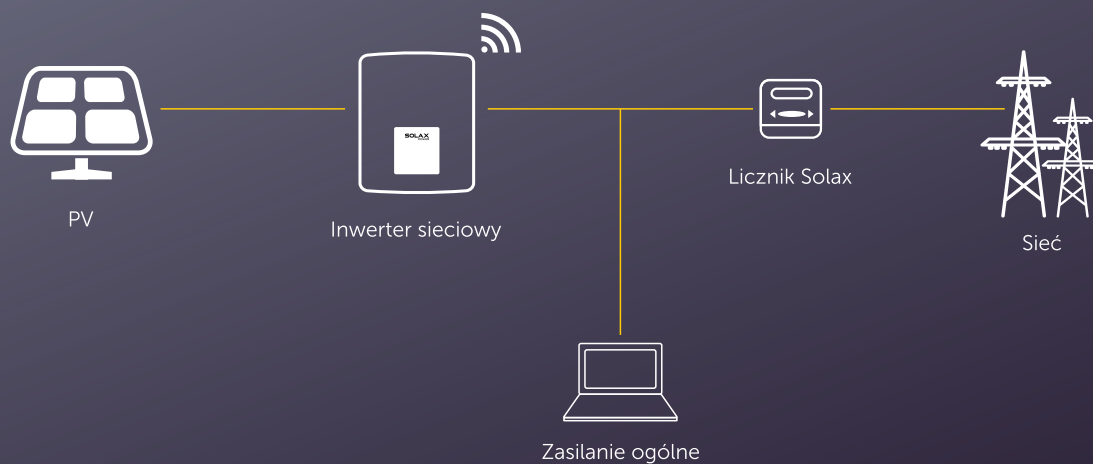 SOLAX
PV
Inwerter sieciowy
Licznik Solax
Sieć
Zasilanie ogólne